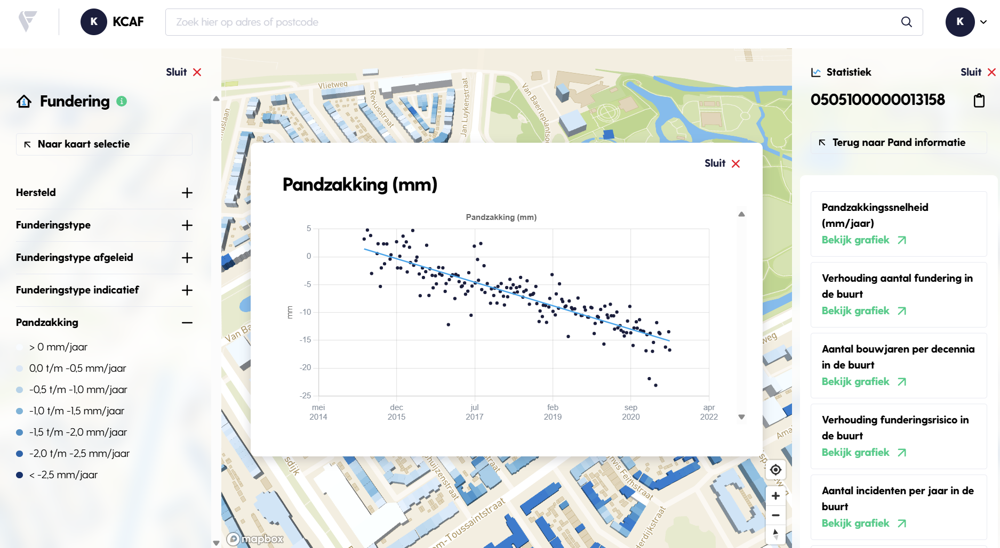 K
KCAF
Zoek hier op adres of postcode
K
Sluit
Fundering
Naar kaart selectie
Hersteld
Funderingstype
Funderingstype afgeleid
Funderingstype indicatief
Pandzakking
> 0 mm/jaar
0,0 t/m -0,5 mm/jaar
-0,5 t/m -1,0 mm/jaar
-1,0 t/m -1,5 mm/jaar
-1,5 t/m -2,0 mm/jaar
-2,0 t/m -2,5 mm/jaar
< -2,5 mm/jaar
Vlietweg
Reviusstraat
Jan Luykenstraat
Van Baerleplantsoe
Van Ba
weg
Ama
Sluit
Pandzakking (mm)
Pandzakking (mm)
5
0
-5
-10
-15
-20
-25
mm
mei
2014
dec
2015
jul
2017
feb
2019
sep
2020
apr
2022
sdijk
huijzenstraat
straat
nvis Feithstraat
m-Toussaintstraat
derdijkstraat
mapbox
Statistiek
Sluit
0505100000013158
Terug naar Pand informatie
Pandzakkingssnelheid
(mm/jaar)
Bekijk grafiek
Verhouding aantal fundering in
de buurt
Bekijk grafiek
Aantal bouwjaren per decennia
in de buurt
Bekijk grafiek
Verhouding funderingsrisico in
de buurt
Bekijk grafiek
Aantal incidenten per jaar in de
buurt
Bekijk grafiek